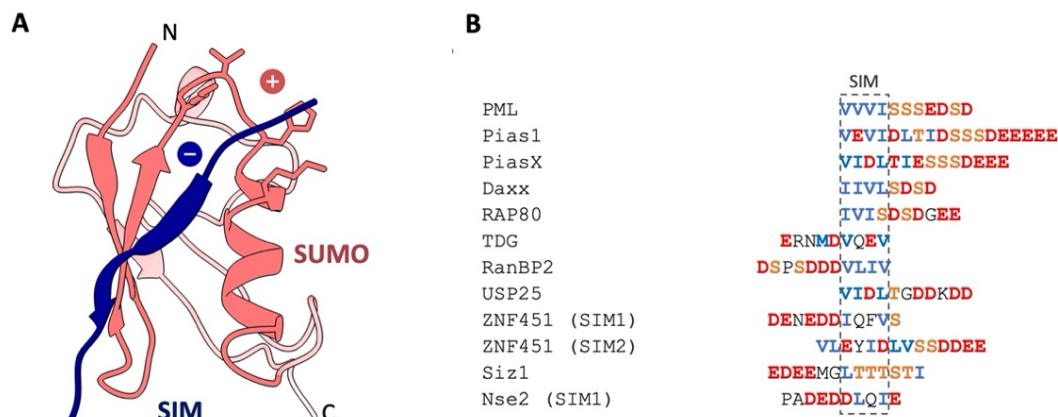 A
N
+
−
SUMO
SIM
C
B
SIM
PML VVVISSSEDSD
Pias1 VEVIDLTIDSSSDEEEEE
PiasX VIDLTIESSSDEEE
Daxx IIVLSDSD
RAP80 IVISDSDGEE
TDG ERNMDVQEV
RanBP2 DSPSDDDVLIV
USP25 VIDLTGDDKDD
ZNF451 (SIM1) DENEDDIQFVS
ZNF451 (SIM2) VLEYIDLVSSDDEE
Siz1 EDEEMGLTTTSTI
Nse2 (SIM1) PADEDDLQIE